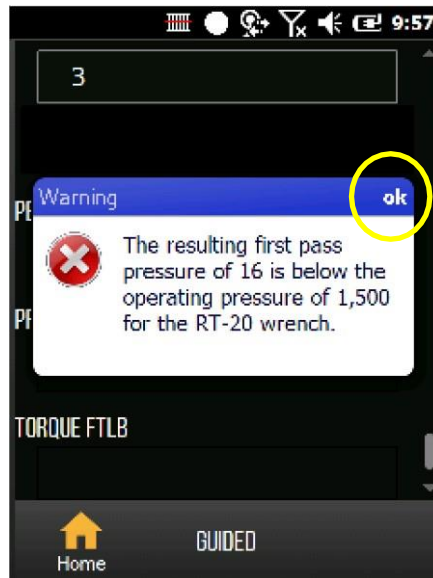 9:57
3
PE
Warning
ok
The resulting first pass
pressure of 16 is below the
operating pressure of 1,500
for the RT-20 wrench.
TORQUE FTLB
Home
GUIDED